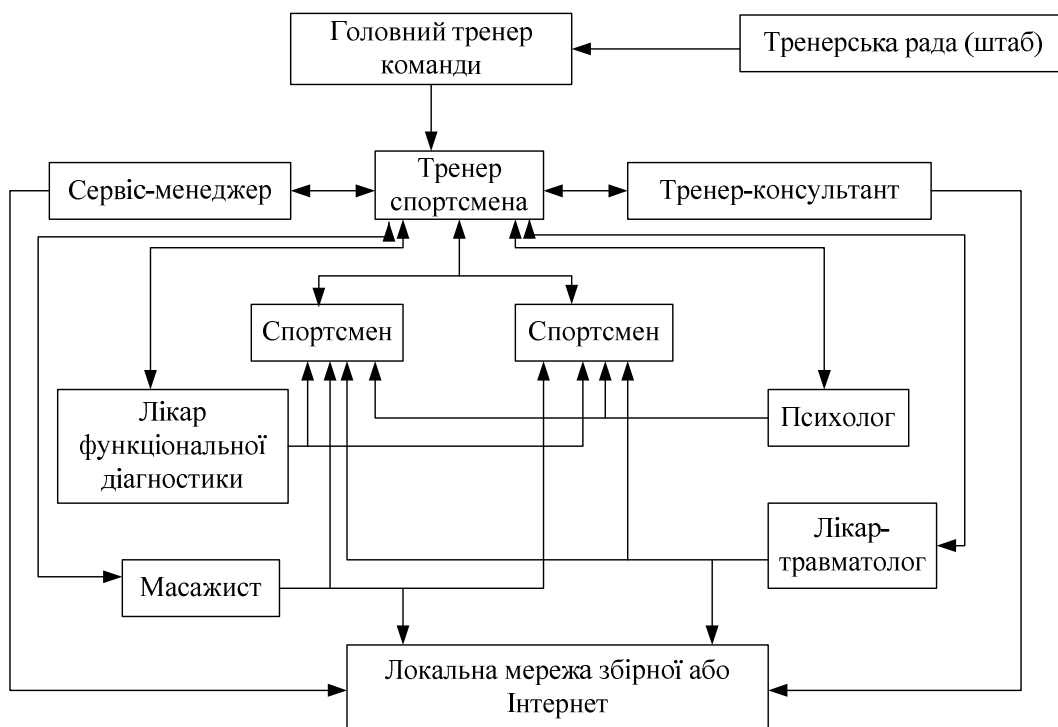 Головний тренер
команди
Тренерська рада (штаб)
Сервіс-менеджер
Тренер
спортсмена
Тренер-консультант
Спортсмен
Спортсмен
Лікар
функціональної
діагностики
Психолог
Лікар-
травматолог
Масажист
Локальна мережа збірної або
Інтернет